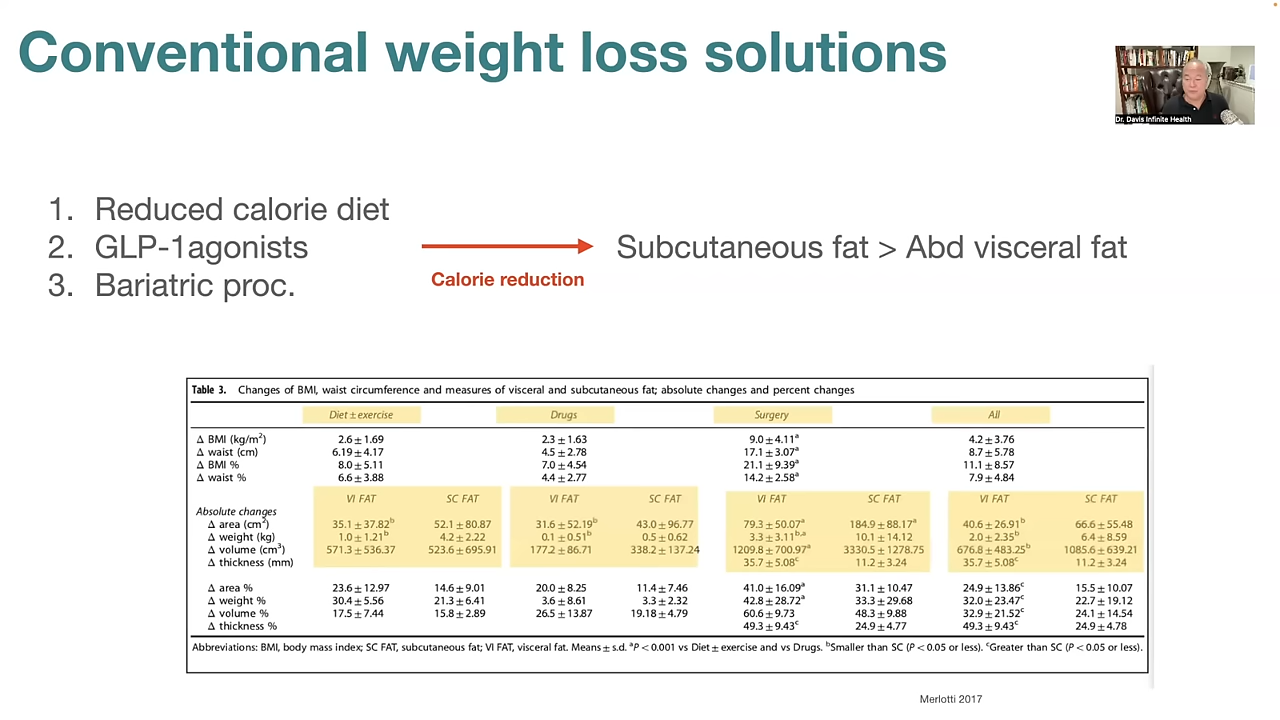 Conventional weight loss solutions
Dr. Davis Infinite Health
1. Reduced calorie diet
2. GLP-1agonists
3. Bariatric proc.
Calorie reduction
Subcutaneous fat > Abd visceral fat
Table 3. Changes of BMI, waist circumference and measures of visceral and subcutaneous fat; absolute changes and percent changes
Diet ± exercise Drugs Surgery All
Δ BMI (kg/m²) 2.6 ± 1.69 2.3 ± 1.63 9.0 ± 4.11ᵃ 4.2 ± 3.76
Δ waist (cm) 6.19 ± 4.17 4.5 ± 2.78 17.1 ± 3.07ᵃ 8.7 ± 5.78
Δ BMI % 8.0 ± 5.11 7.0 ± 4.54 21.1 ± 9.39ᵃ 11.1 ± 8.57
Δ waist % 6.6 ± 3.88 4.4 ± 2.77 14.2 ± 2.58ᵃ 7.9 ± 4.84
VI FAT SC FAT VI FAT SC FAT VI FAT SC FAT VI FAT SC FAT
Absolute changes
Δ area (cm²) 35.1 ± 37.82ᵇ 52.1 ± 80.87 31.6 ± 52.19ᵇ 43.0 ± 96.77 79.3 ± 50.07ᵃ 184.9 ± 88.17ᵃ 40.6 ± 26.91ᵇ 66.6 ± 55.48
Δ weight (kg) 1.0 ± 1.21ᵇ 4.2 ± 2.22 0.1 ± 0.51ᵇ 0.5 ± 0.62 3.3 ± 3.11ᵇ,ᵃ 10.1 ± 14.12 2.0 ± 2.35ᵇ 6.4 ± 8.59
Δ volume (cm³) 571.3 ± 536.37 523.6 ± 695.91 177.2 ± 86.71 338.2 ± 137.24 1209.8 ± 700.97ᵃ 3330.5 ± 1278.75 676.8 ± 483.25ᵇ 1085.6 ± 639.21
Δ thickness (mm) 35.7 ± 5.08ᶜ 11.2 ± 3.24 35.7 ± 5.08ᶜ 11.2 ± 3.24
Δ area % 23.6 ± 12.97 14.6 ± 9.01 20.0 ± 8.25 11.4 ± 7.46 41.0 ± 16.09ᵃ 31.1 ± 10.47 24.9 ± 13.86ᶜ 15.5 ± 10.07
Δ weight % 30.4 ± 5.56 21.3 ± 6.41 3.6 ± 8.61 3.3 ± 2.32 42.8 ± 28.72ᵃ 33.3 ± 29.68 32.0 ± 23.47ᶜ 22.7 ± 19.12
Δ volume % 17.5 ± 7.44 15.8 ± 2.89 26.5 ± 13.87 19.18 ± 4.79 60.6 ± 9.73 48.3 ± 9.88 32.9 ± 21.52ᶜ 24.1 ± 14.54
Δ thickness % 49.3 ± 9.43ᶜ 24.9 ± 4.77 49.3 ± 9.43ᶜ 24.9 ± 4.78
Abbreviations: BMI, body mass index; SC FAT, subcutaneous fat; VI FAT, visceral fat. Means ± s.d. ᵃP < 0.001 vs Diet ± exercise and vs Drugs. ᵇSmaller than SC (P < 0.05 or less). ᶜGreater than SC (P < 0.05 or less).
Merlotti 2017